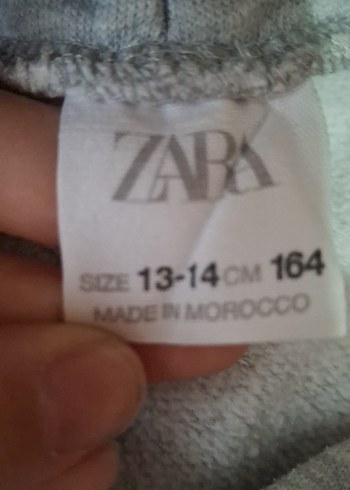 ZARA
SIZE 13-14 CM 164
MADE IN MOROCCO